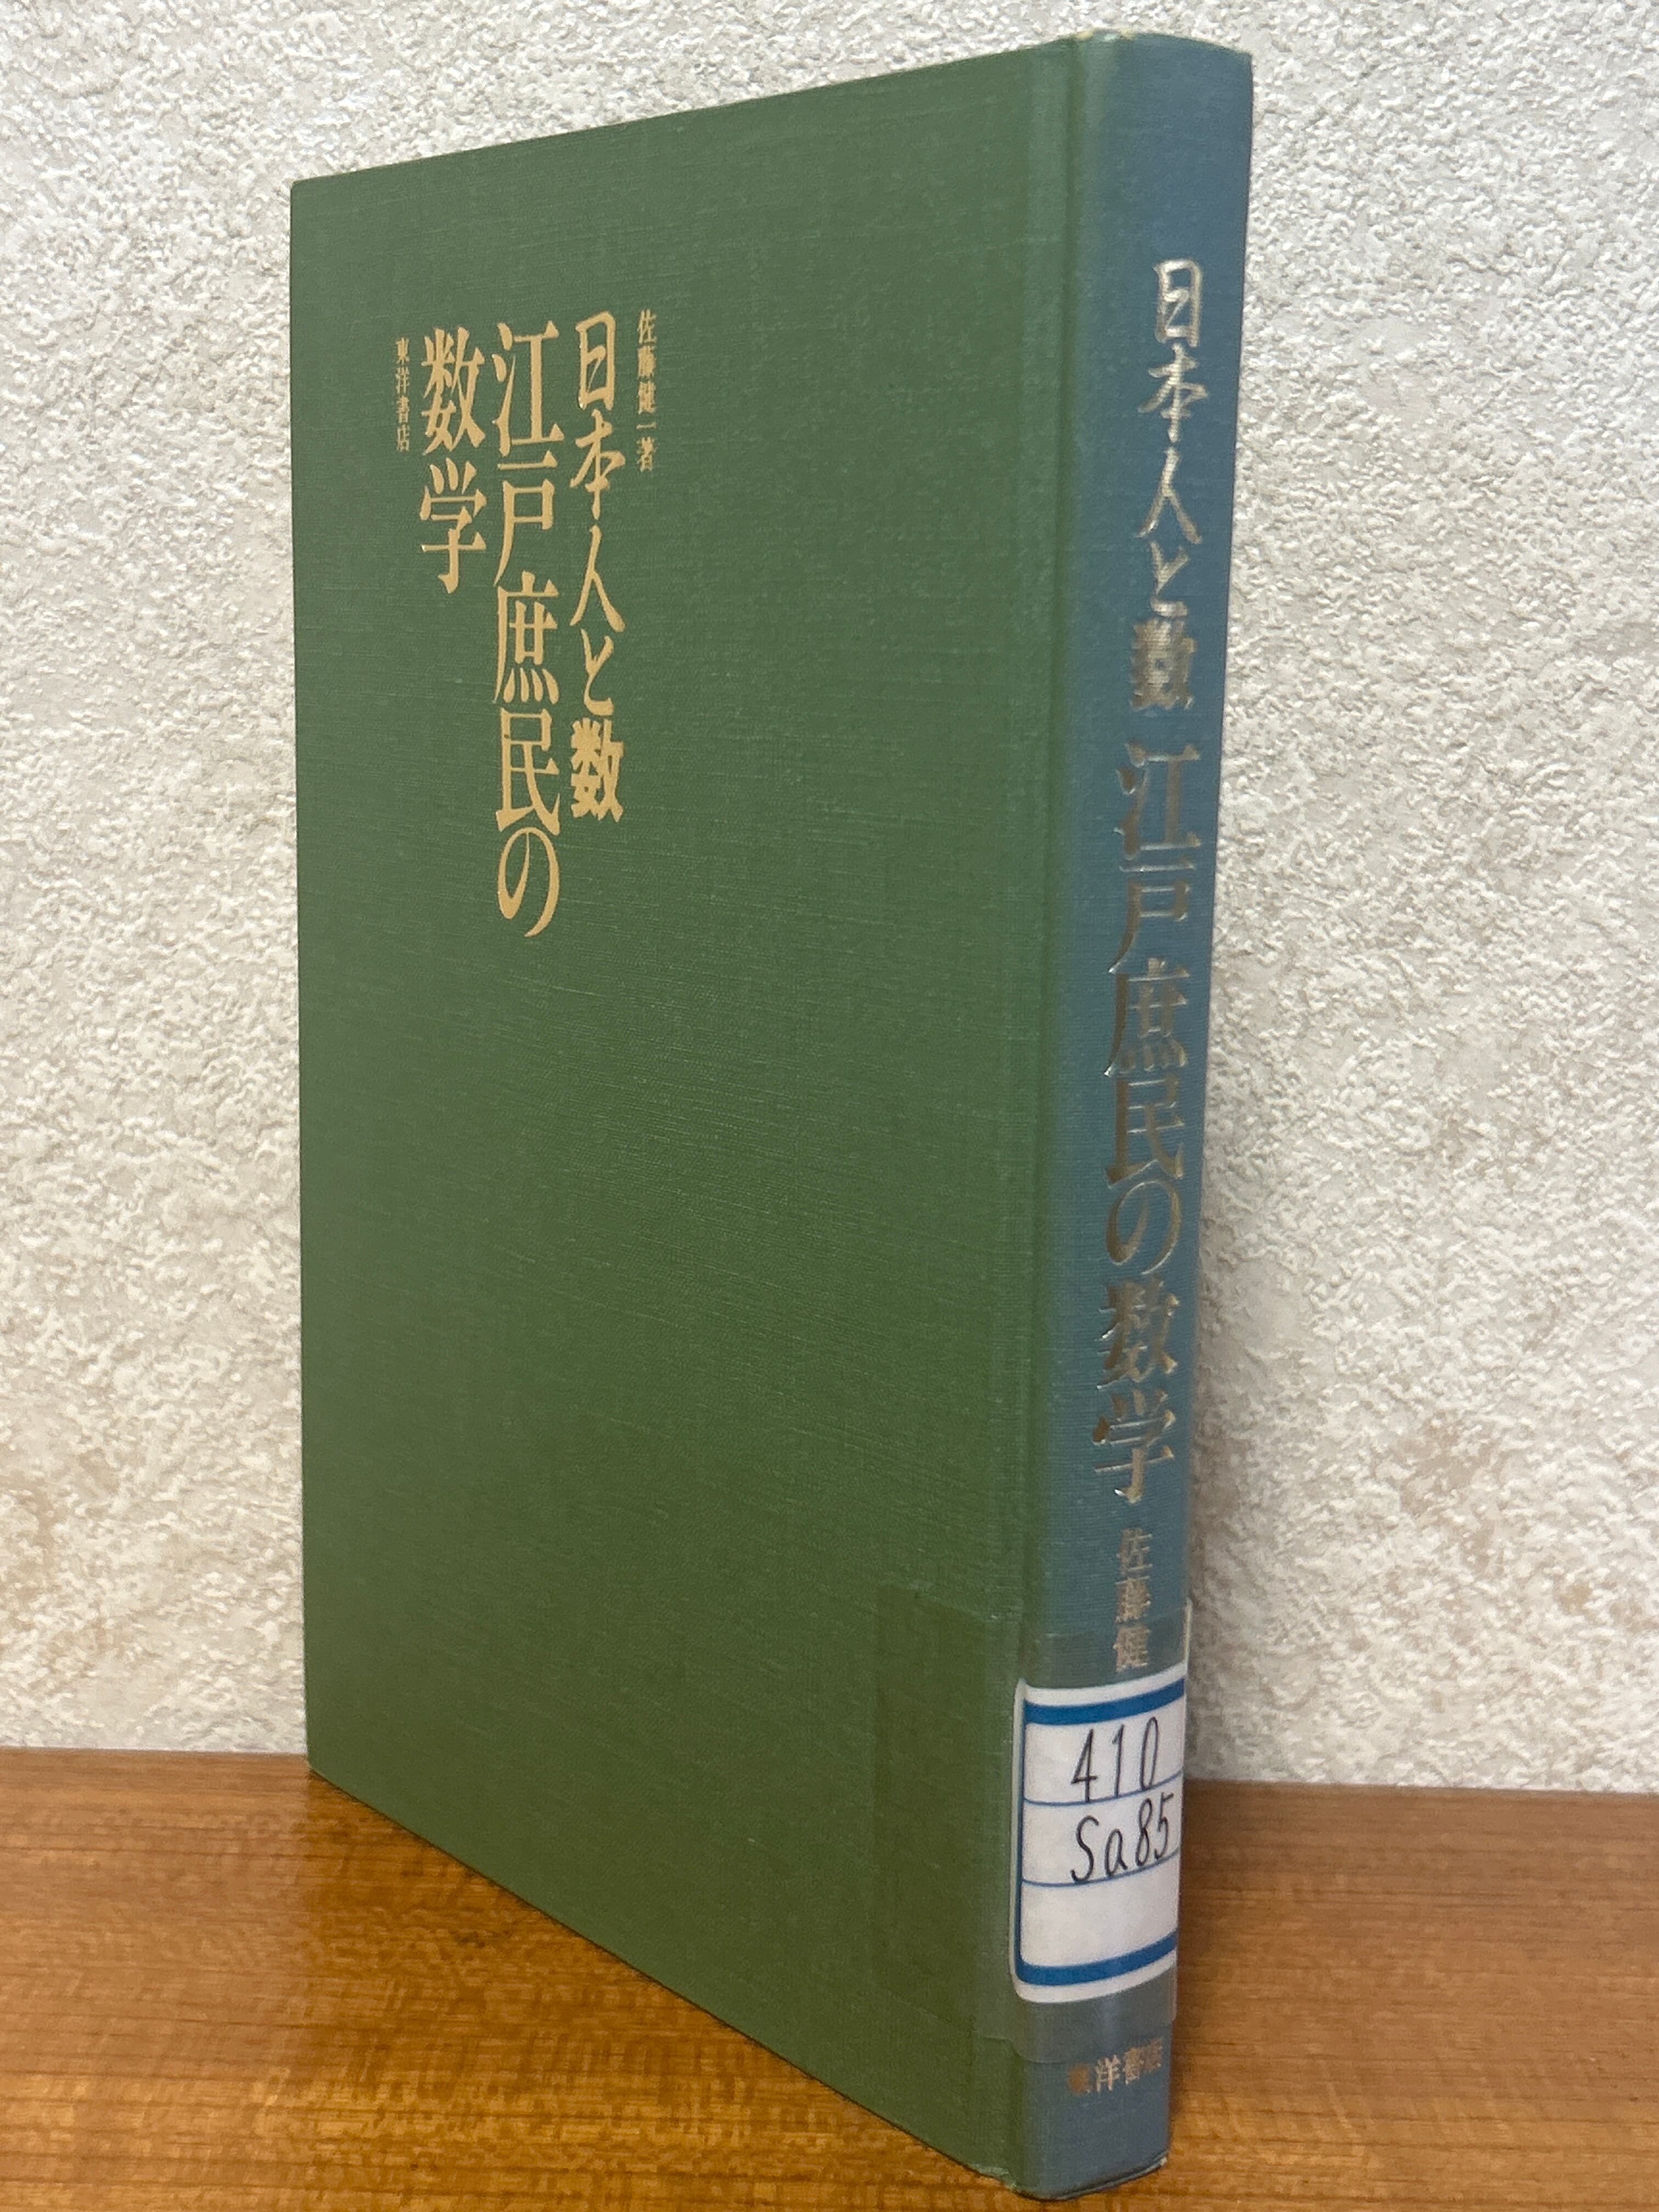 佐藤健一著
日本人と数
江戸庶民の
数学
東洋書店
日本人と数 江戸庶民の数学 佐藤健
410
Sa85
東洋書店